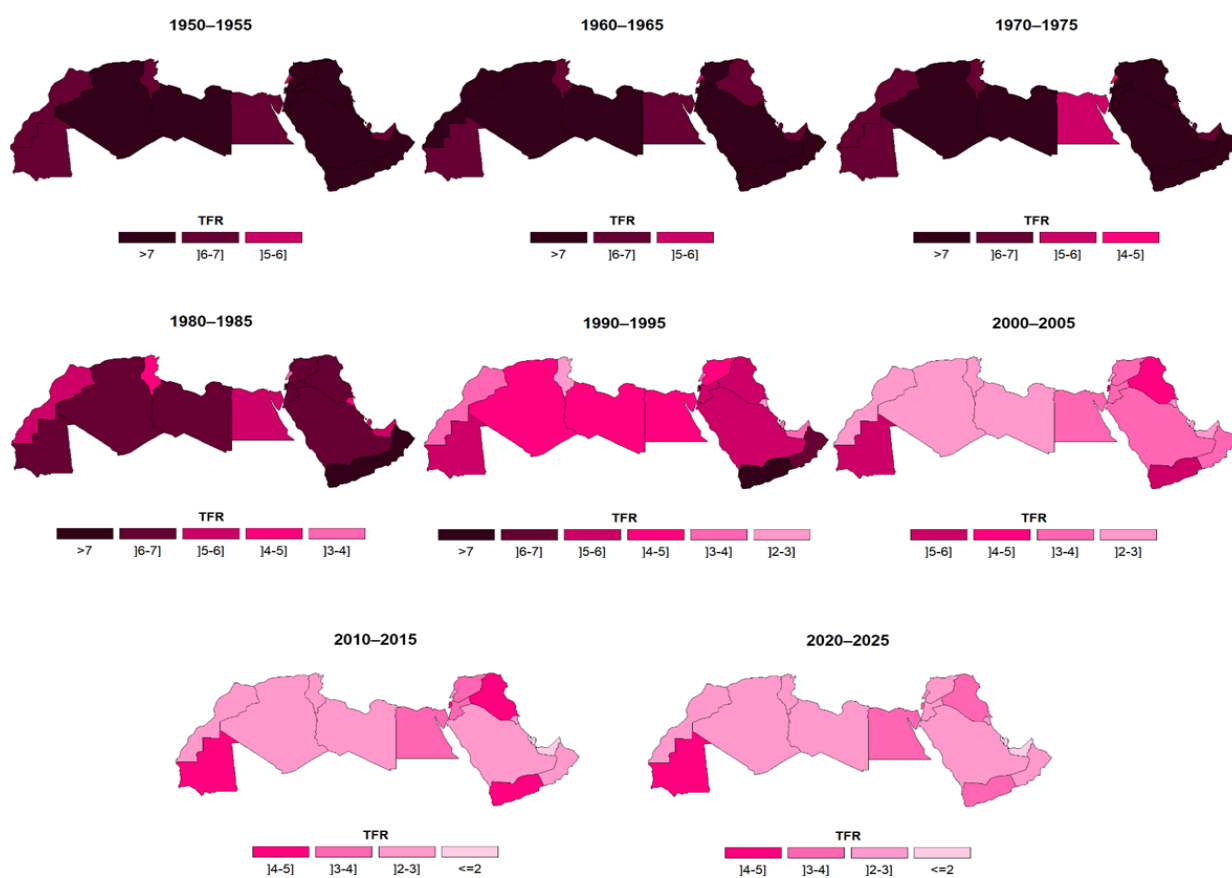 1950–1955
1960–1965
1970–1975
TFR
>7 ]6-7] ]5-6]
TFR
>7 ]6-7] ]5-6]
TFR
>7 ]6-7] ]5-6] ]4-5]
1980–1985
1990–1995
2000–2005
TFR
>7 ]6-7] ]5-6] ]4-5] ]3-4]
TFR
>7 ]6-7] ]5-6] ]4-5] ]3-4] ]2-3]
TFR
]5-6] ]4-5] ]3-4] ]2-3]
2010–2015
2020–2025
TFR
]4-5] ]3-4] ]2-3] <=2
TFR
]4-5] ]3-4] ]2-3] <=2